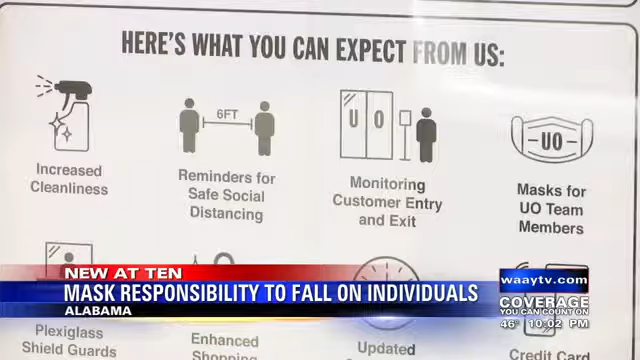 HERE'S WHAT YOU CAN EXPECT FROM US:
6FT
U O
UO
Increased
Cleanliness
Reminders for
Safe Social
Distancing
Monitoring
Customer Entry
and Exit
Masks for
UO Team
Members
NEW AT TEN
MASK RESPONSIBILITY TO FALL ON INDIVIDUALS
ALABAMA
waaytv.com
COVERAGE
YOU CAN COUNT ON
46° 10:02 PM
Plexiglass
Shield Guards
Enhanced
Shopping
Updated
Credit Card